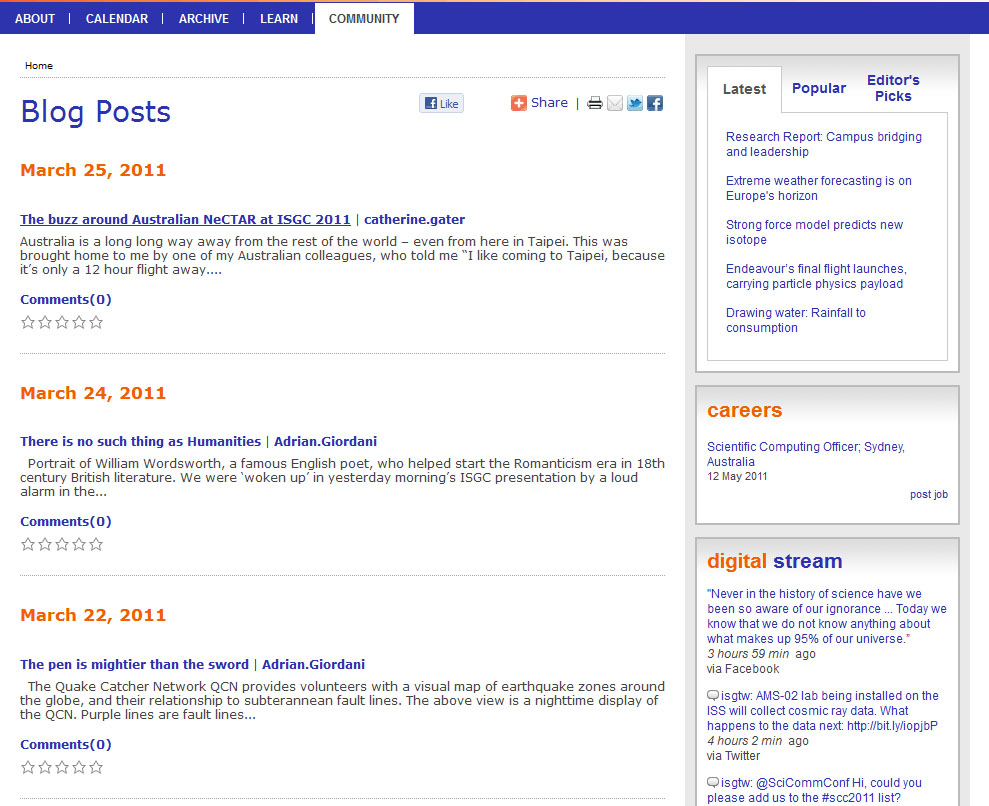 ABOUT | CALENDAR | ARCHIVE | LEARN | COMMUNITY
Home
Blog Posts
Like
Share |
March 25, 2011
The buzz around Australian NeCTAR at ISGC 2011 | catherine.gater
Australia is a long long way away from the rest of the world – even from here in Taipei. This was
brought home to me by one of my Australian colleagues, who told me “I like coming to Taipei, because
it’s only a 12 hour flight away....
Comments(0)
March 24, 2011
There is no such thing as Humanities | Adrian.Giordani
Portrait of William Wordsworth, a famous English poet, who helped start the Romanticism era in 18th
century British literature. We were ‘woken up’ in yesterday morning’s ISGC presentation by a loud
alarm in the...
Comments(0)
March 22, 2011
The pen is mightier than the sword | Adrian.Giordani
The Quake Catcher Network QCN provides volunteers with a visual map of earthquake zones around
the globe, and their relationship to subterannean fault lines. The above view is a nighttime display of
the QCN. Purple lines are fault lines...
Comments(0)
Latest
Popular
Editor's
Picks
Research Report: Campus bridging
and leadership
Extreme weather forecasting is on
Europe's horizon
Strong force model predicts new
isotope
Endeavour’s final flight launches,
carrying particle physics payload
Drawing water: Rainfall to
consumption
careers
Scientific Computing Officer; Sydney,
Australia
12 May 2011
post job
digital stream
"Never in the history of science have we
been so aware of our ignorance ... Today we
know that we do not know anything about
what makes up 95% of our universe.”
3 hours 59 min ago
via Facebook
isgtw: AMS-02 lab being installed on the
ISS will collect cosmic ray data. What
happens to the data next: http://bit.ly/iopjbP
4 hours 2 min ago
via Twitter
isgtw: @SciCommConf Hi, could you
please add us to the #scc2011 list?